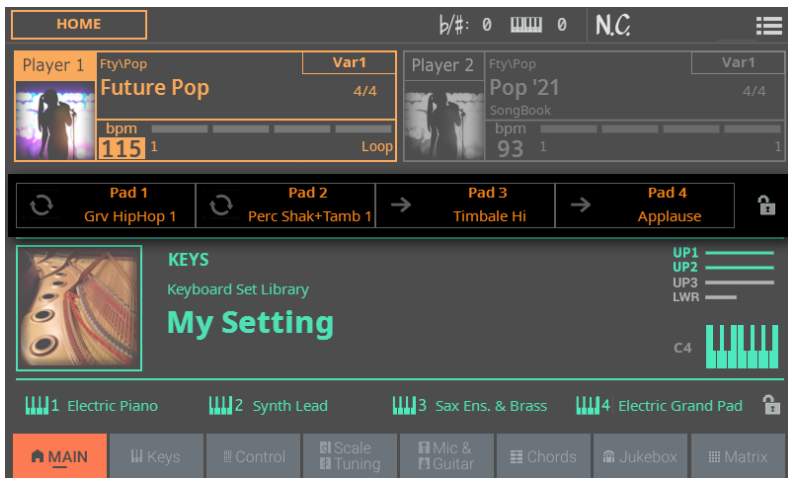 HOME
♭/♯: 0
0
N.C.
Player 1
Fty\Pop
Var1
Future Pop
4/4
bpm
115 1
Loop
Player 2
Fty\Pop
Var1
Pop '21
4/4
SongBook
bpm
93 1
1
Pad 1
Grv HipHop 1
Pad 2
Perc Shak+Tamb 1
Pad 3
Timbale Hi
Pad 4
Applause
KEYS
Keyboard Set Library
My Setting
UP1
UP2
UP3
LWR
C4
1 Electric Piano
2 Synth Lead
3 Sax Ens. & Brass
4 Electric Grand Pad
MAIN
Keys
Control
Scale
Tuning
Mic &
Guitar
Chords
Jukebox
Matrix